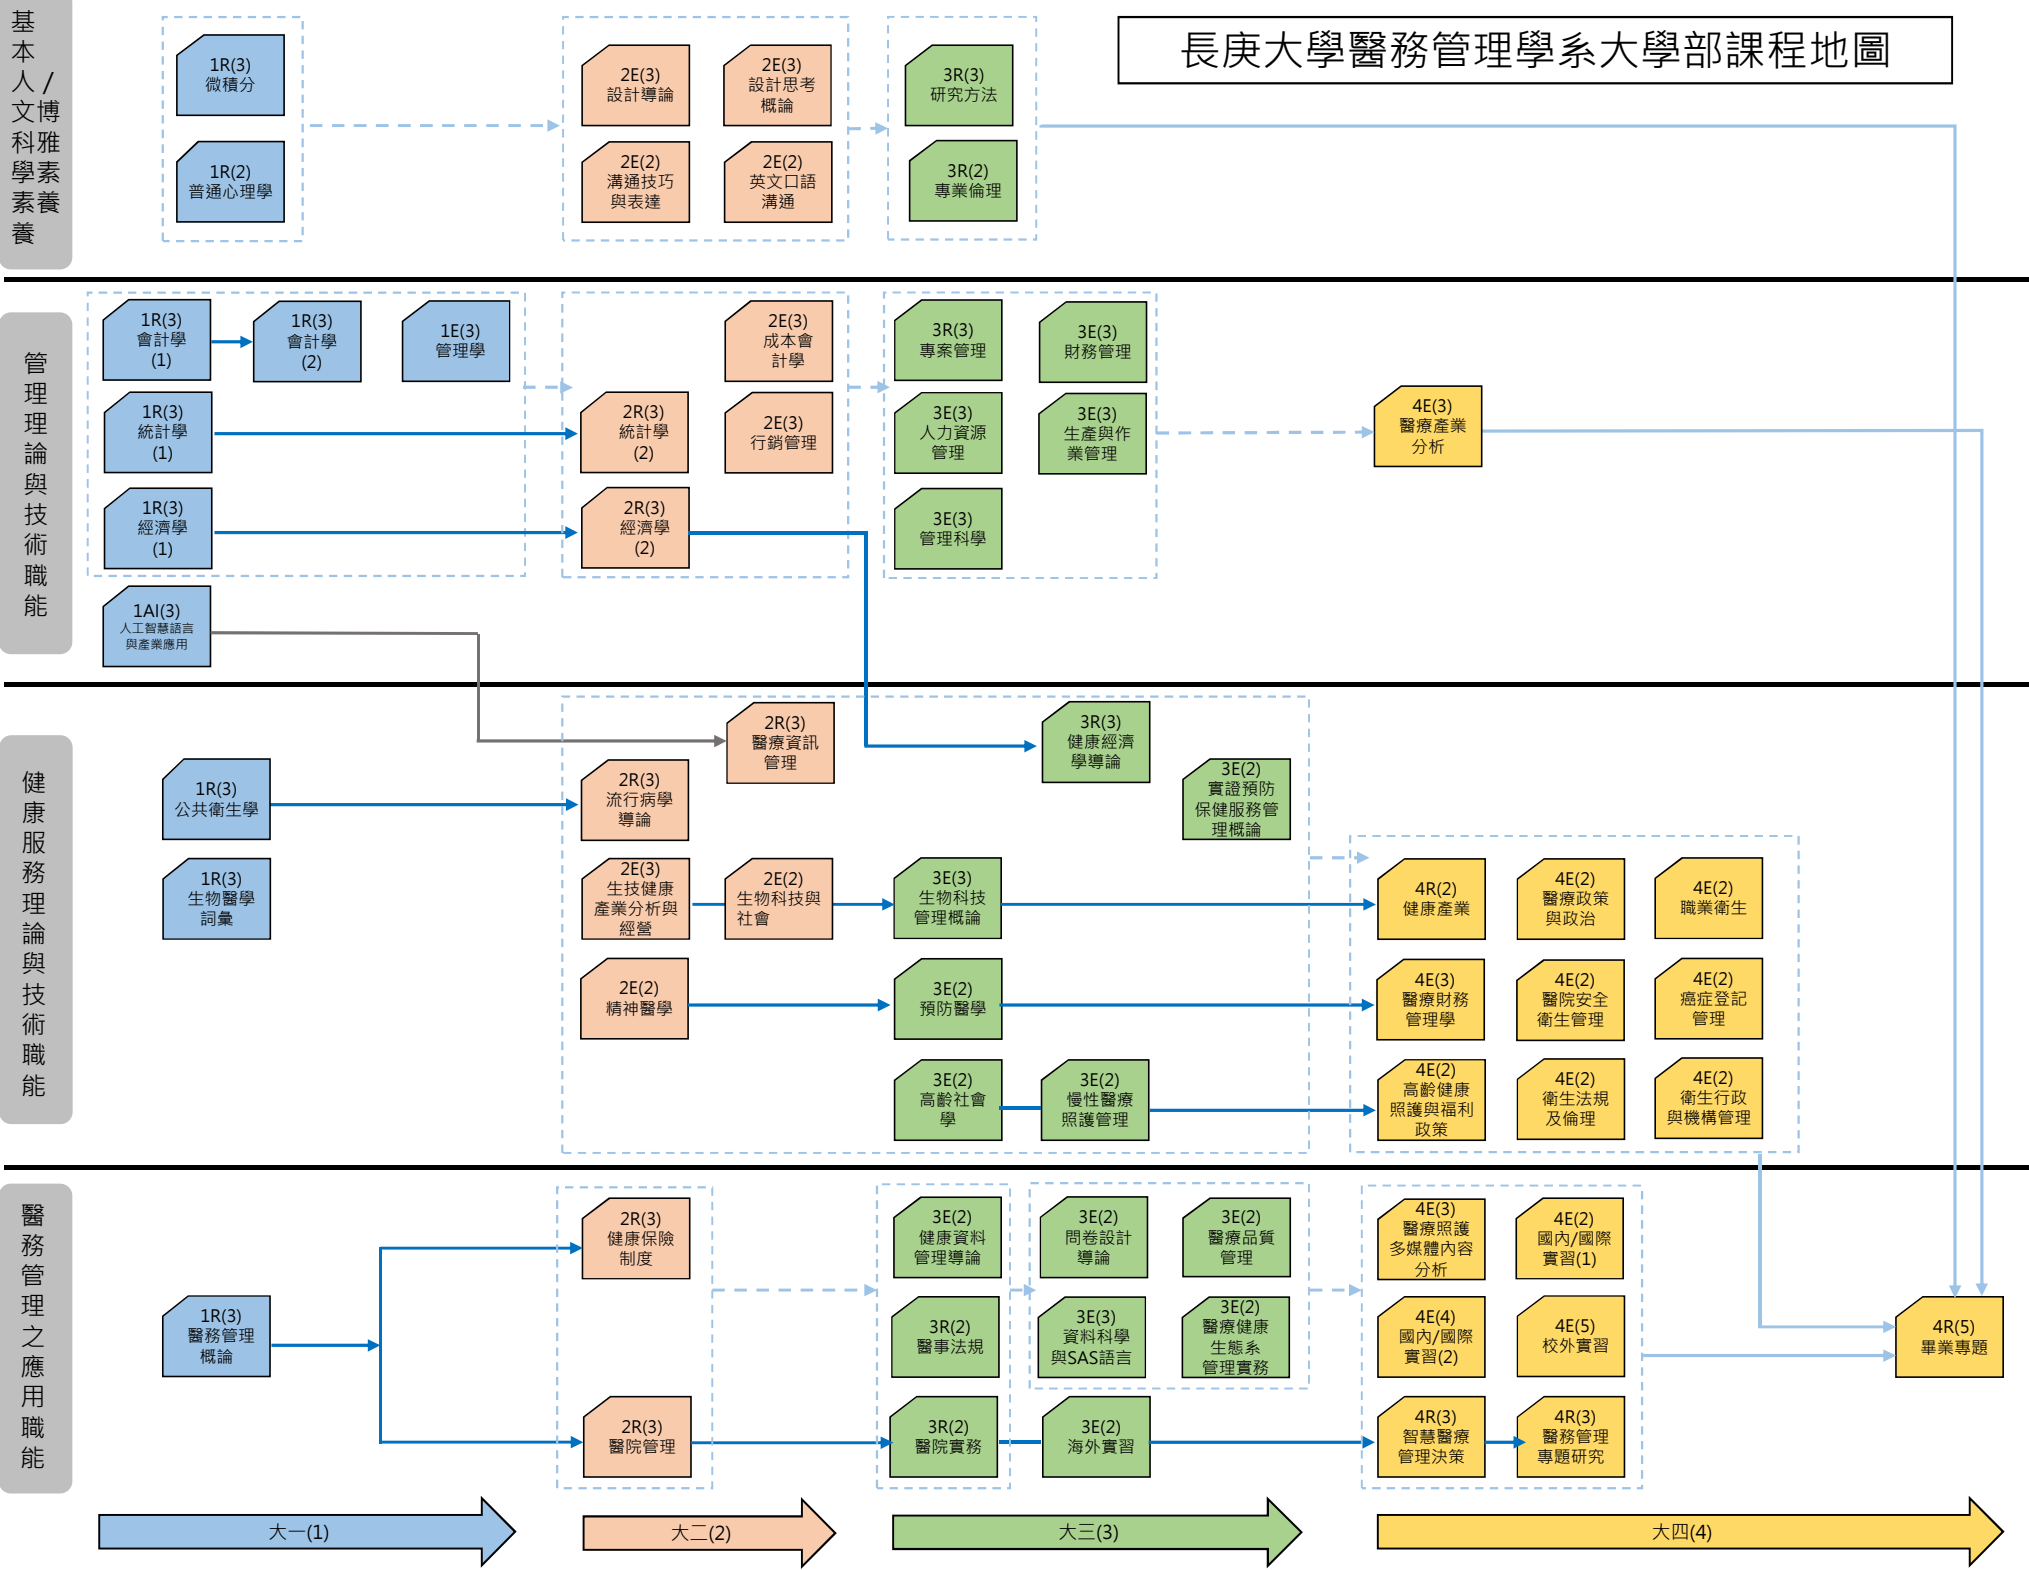 長庚大學醫務管理學系大學部課程地圖
基本人文科學素養
/博雅素養
1R(3)
微積分
1R(2)
普通心理學
2E(3)
設計導論
2E(3)
設計思考
概論
2E(2)
溝通技巧
與表達
2E(2)
英文口語
溝通
3R(3)
研究方法
3R(2)
專業倫理
管理理論與技術職能
1R(3)
會計學
(1)
1R(3)
會計學
(2)
1E(3)
管理學
1R(3)
統計學
(1)
1R(3)
經濟學
(1)
1AI(3)
人工智慧語言
與產業應用
2E(3)
成本會
計學
2R(3)
統計學
(2)
2E(3)
行銷管理
2R(3)
經濟學
(2)
3R(3)
專案管理
3E(3)
財務管理
3E(3)
人力資源
管理
3E(3)
生產與作
業管理
3E(3)
管理科學
4E(3)
醫療產業
分析
健康服務理論與技術職能
1R(3)
公共衛生學
1R(3)
生物醫學
詞彙
2R(3)
醫療資訊
管理
2R(3)
流行病學
導論
2E(3)
生技健康
產業分析與
經營
2E(2)
生物科技與
社會
2E(2)
精神醫學
3R(3)
健康經濟
學導論
3E(2)
實證預防
保健服務管
理概論
3E(3)
生物科技
管理概論
3E(2)
預防醫學
3E(2)
高齡社會
學
3E(2)
慢性醫療
照護管理
4R(2)
健康產業
4E(2)
醫療政策
與政治
4E(2)
職業衛生
4E(3)
醫療財務
管理學
4E(2)
醫院安全
衛生管理
4E(2)
癌症登記
管理
4E(2)
高齡健康
照護與福利
政策
4E(2)
衛生法規
及倫理
4E(2)
衛生行政
與機構管理
醫務管理之應用職能
1R(3)
醫務管理
概論
2R(3)
健康保險
制度
2R(3)
醫院管理
3E(2)
健康資料
管理導論
3R(2)
醫事法規
3R(2)
醫院實務
3E(2)
問卷設計
導論
3E(2)
醫療品質
管理
3E(3)
資料科學
與SAS語言
3E(2)
醫療健康
生態系
管理實務
3E(2)
海外實習
4E(3)
醫療照護
多媒體內容
分析
4E(2)
國內/國際
實習(1)
4E(4)
國內/國際
實習(2)
4E(5)
校外實習
4R(3)
智慧醫療
管理決策
4R(3)
醫務管理
專題研究
4R(5)
畢業專題
大一(1)
大二(2)
大三(3)
大四(4)